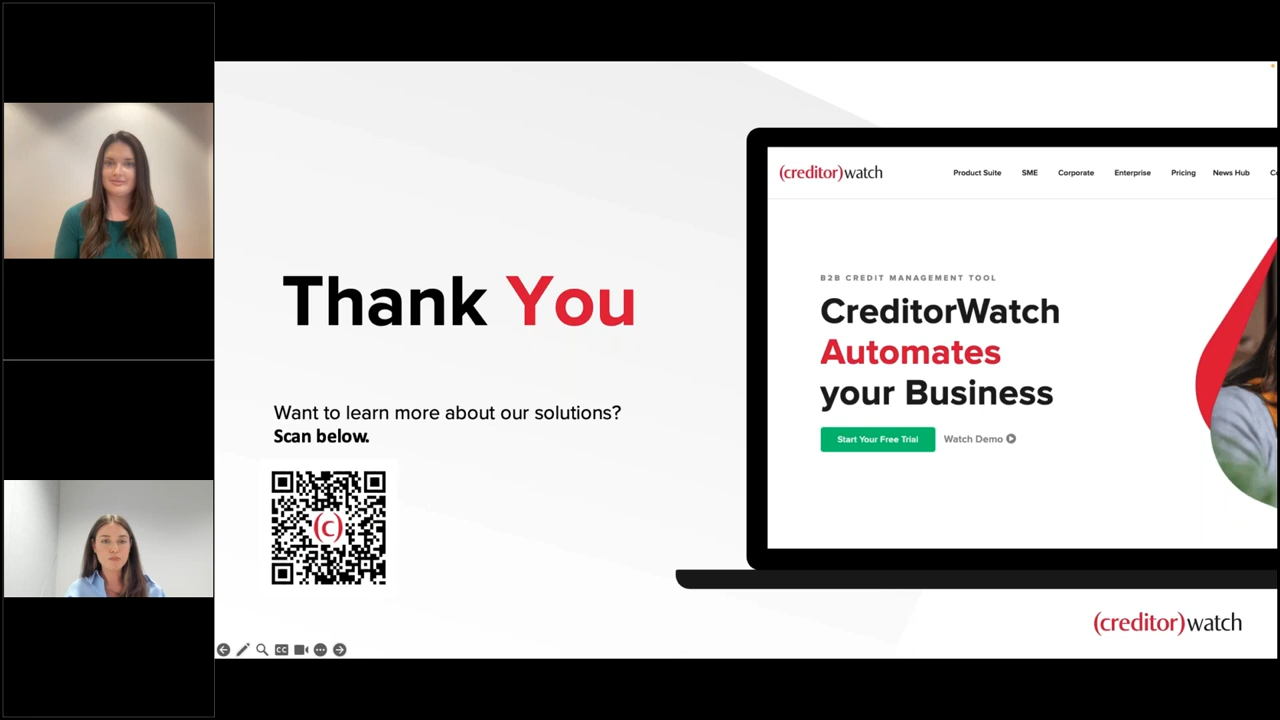 Thank You
Want to learn more about our solutions?
Scan below.
(c)
(creditor)watch
Product Suite SME Corporate Enterprise Pricing News Hub
B2B CREDIT MANAGEMENT TOOL
CreditorWatch
Automates
your Business
Start Your Free Trial Watch Demo
(creditor)watch
CC